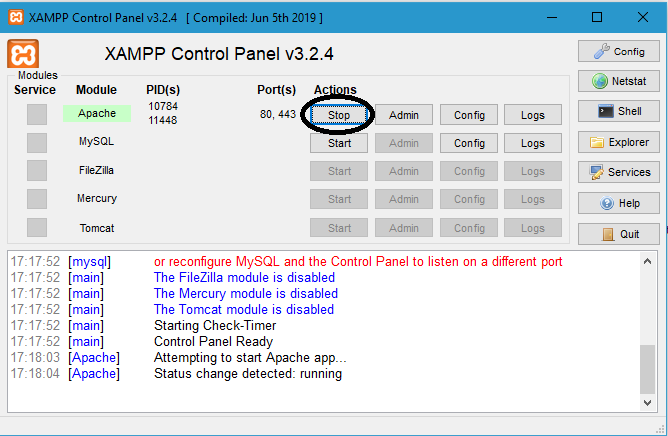 XAMPP Control Panel v3.2.4 [ Compiled: Jun 5th 2019 ]
XAMPP Control Panel v3.2.4
Config
Modules
Service Module PID(s) Port(s) Actions
Netstat
Apache 10784 11448 80, 443 Stop Admin Config Logs
Shell
MySQL Start Admin Config Logs
Explorer
FileZilla Start Admin Config Logs
Services
Mercury Start Admin Config Logs
Help
Tomcat Start Admin Config Logs
Quit
17:17:52 [mysql] or reconfigure MySQL and the Control Panel to listen on a different port
17:17:52 [main] The FileZilla module is disabled
17:17:52 [main] The Mercury module is disabled
17:17:52 [main] The Tomcat module is disabled
17:17:52 [main] Starting Check-Timer
17:17:52 [main] Control Panel Ready
17:18:03 [Apache] Attempting to start Apache app...
17:18:04 [Apache] Status change detected: running